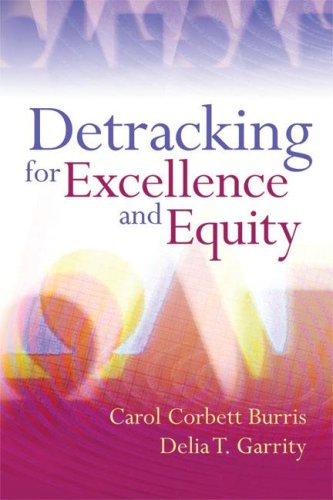 Detracking
for Excellence
and Equity
Carol Corbett Burris
Delia T. Garrity